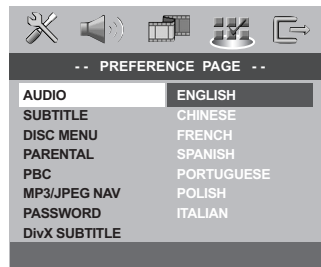 -- PREFERENCE PAGE --
AUDIO ENGLISH
SUBTITLE CHINESE
DISC MENU FRENCH
PARENTAL SPANISH
PBC PORTUGUESE
MP3/JPEG NAV POLISH
PASSWORD ITALIAN
DivX SUBTITLE